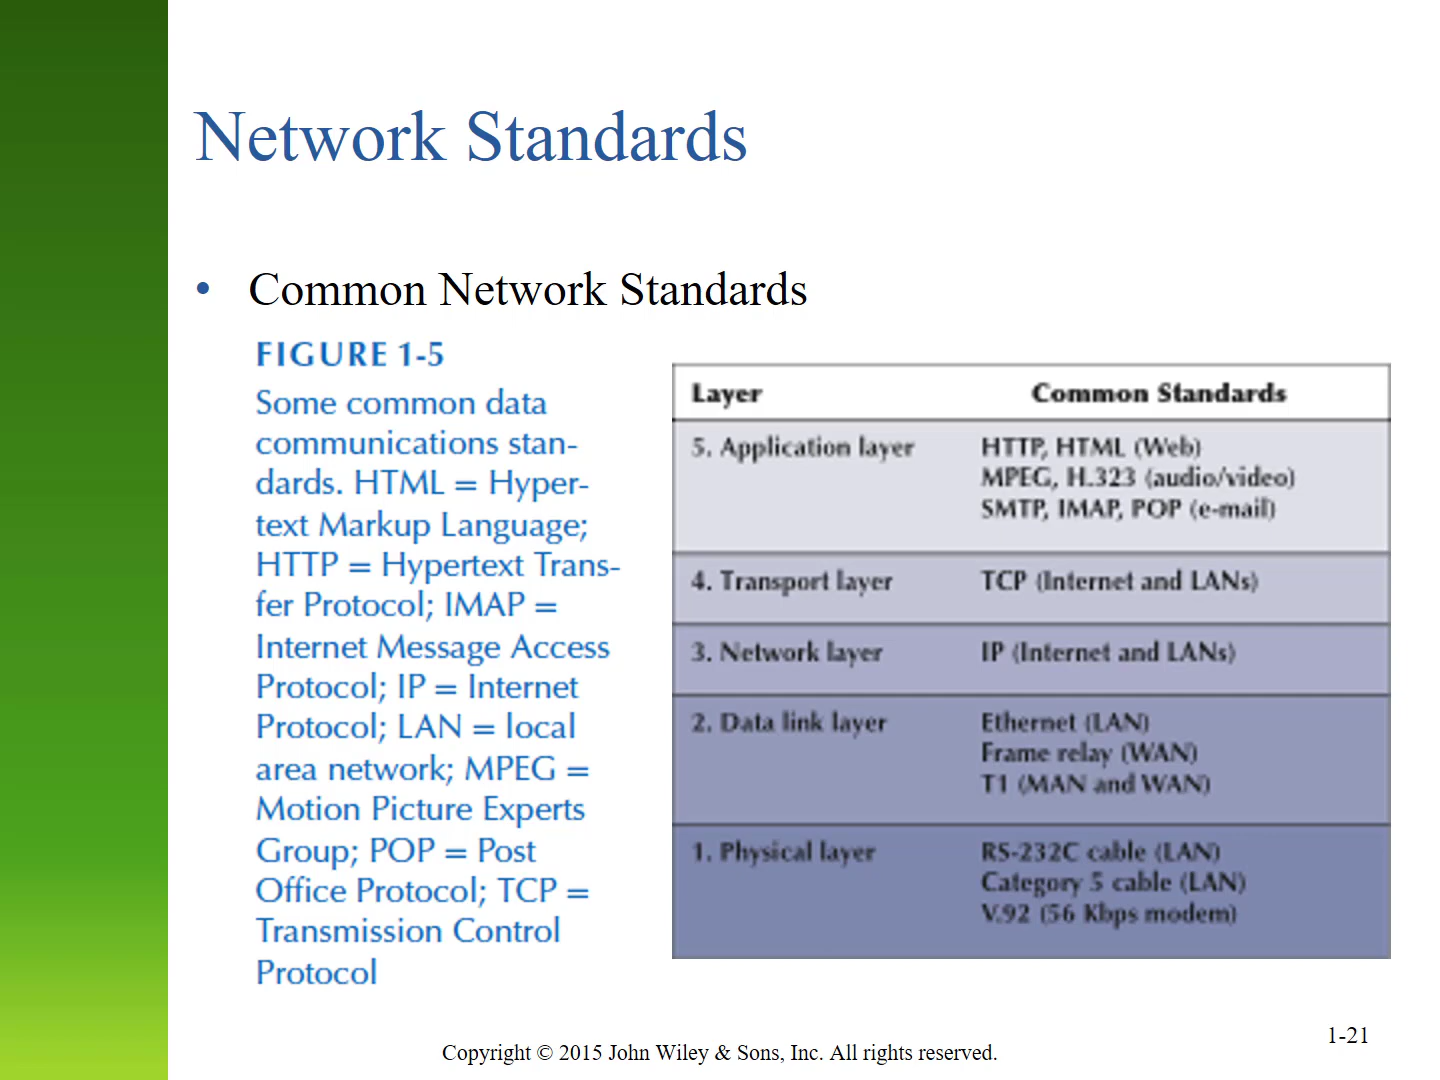 Network Standards
• Common Network Standards
FIGURE 1-5
Some common data
communications stan-
dards. HTML = Hyper-
text Markup Language;
HTTP = Hypertext Trans-
fer Protocol; IMAP =
Internet Message Access
Protocol; IP = Internet
Protocol; LAN = local
area network; MPEG =
Motion Picture Experts
Group; POP = Post
Office Protocol; TCP =
Transmission Control
Protocol
Layer Common Standards
5. Application layer HTTP, HTML (Web)
MPEG, H.323 (audio/video)
SMTP, IMAP, POP (e-mail)
4. Transport layer TCP (Internet and LANs)
3. Network layer IP (Internet and LANs)
2. Data link layer Ethernet (LAN)
Frame relay (WAN)
T1 (MAN and WAN)
1. Physical layer RS-232C cable (LAN)
Category 5 cable (LAN)
V.92 (56 Kbps modem)
1-21
Copyright © 2015 John Wiley & Sons, Inc. All rights reserved.